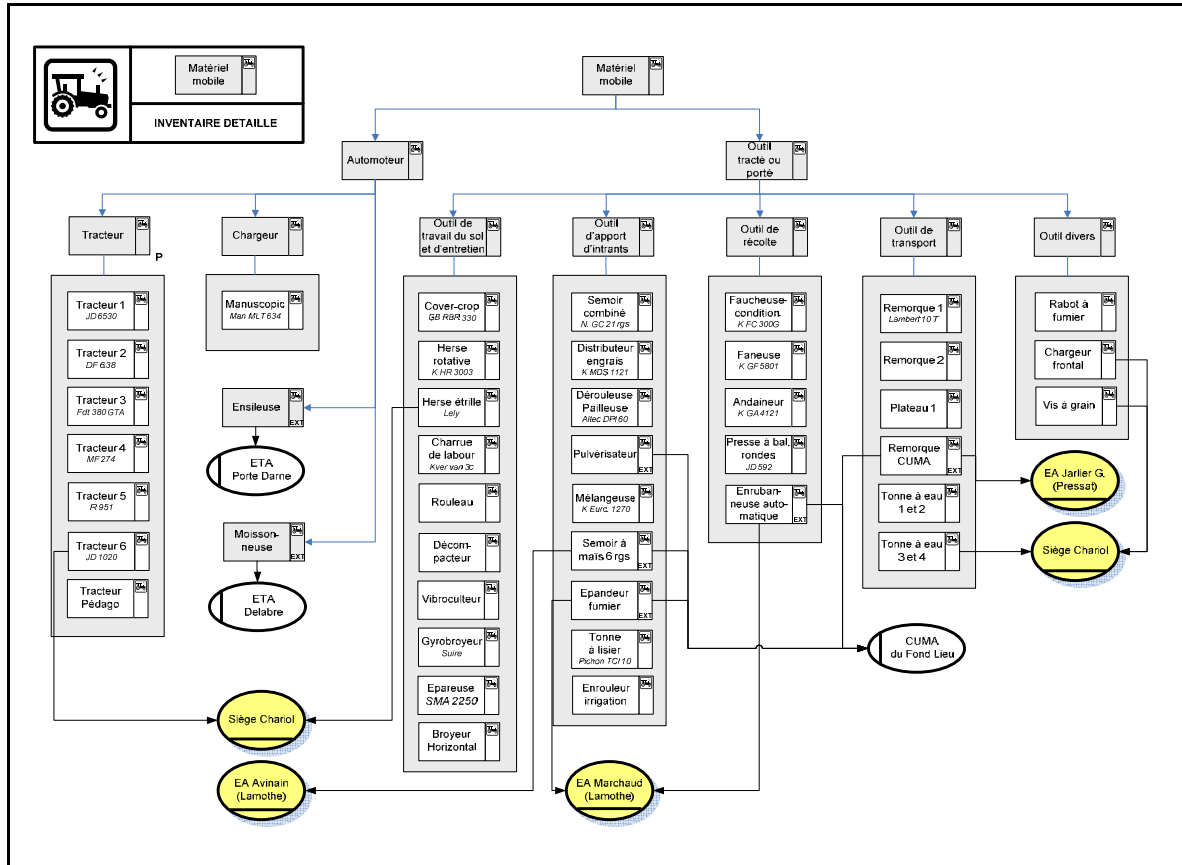 Matériel
mobile
INVENTAIRE DETAILLE
Matériel
mobile
Automoteur
Outil
tracté ou
porté
Tracteur
P
Chargeur
Outil de
travail du sol
et d'entretien
Outil
d'apport
d'intrants
Outil de
récolte
Outil de
transport
Outil divers
Tracteur 1
JD 6530
Tracteur 2
DF 6.38
Tracteur 3
Fdt 380 GTA
Tracteur 4
MF 274
Tracteur 5
R 951
Tracteur 6
JD 1020
Tracteur
Pédago
Manuscopic
Man MLT 634
Ensileuse
EXT
ETA
Porte Darne
Moisson-
neuse
EXT
ETA
Delabre
Cover-crop
GB RBR 330
Herse
rotative
K HR 3003
Herse étrille
Lely
Charrue
de labour
Kver van 3c
Rouleau
Décom-
pacteur
Vibroculteur
Gyrobroyeur
Suire
Epareuse
SMA 2250
Broyeur
Horizontal
Semoir
combiné
N. GC 21 rgs
Distributeur
engrais
K MDS 1121
Dérouleuse
Pailleuse
Altec DPI 60
Pulvérisateur
EXT
Mélangeuse
K Euro. 1270
Semoir à
maïs 6 rgs
EXT
Epandeur
fumier
EXT
Tonne
à lisier
Pichon TCI 10
Enrouleur
irrigation
Faucheuse-
condition.
K FC 300G
Faneuse
K GF 5801
Andaineur
K GA 4121
Presse à bal.
rondes
JD 592
Enruban-
neuse auto-
matique
EXT
Remorque 1
Lambert 10 T
Remorque 2
Plateau 1
Remorque
CUMA
EXT
Tonne à eau
1 et 2
Tonne à eau
3 et 4
Rabot à
fumier
Chargeur
frontal
Vis à grain
EA Jarlier G.
(Pressat)
Siège Chariol
CUMA
du Fond Lieu
Siège Chariol
EA Avinain
(Lamothe)
EA Marchaud
(Lamothe)